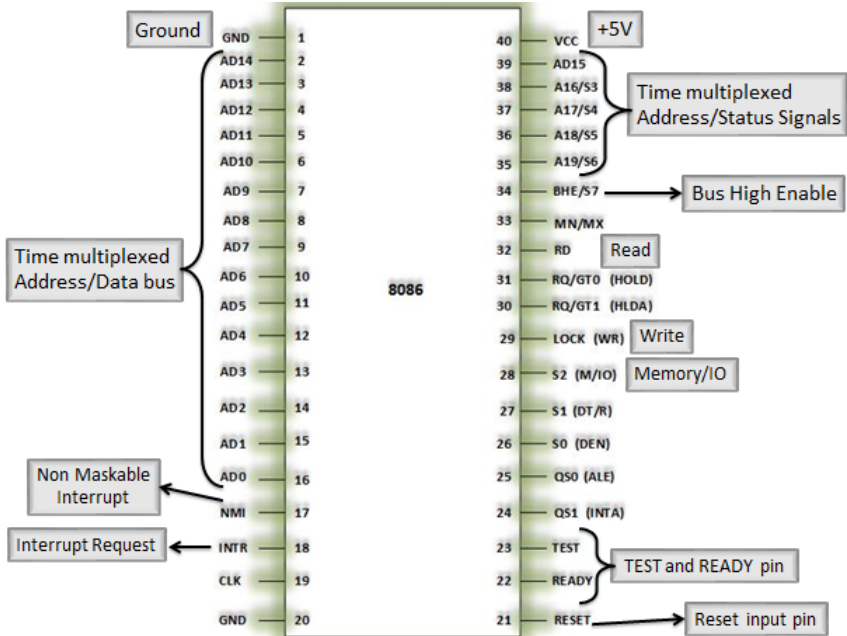 Ground
GND 1
AD14 2
AD13 3
AD12 4
AD11 5
AD10 6
AD9 7
AD8 8
AD7 9
AD6 10
AD5 11
AD4 12
AD3 13
AD2 14
AD1 15
AD0 16
NMI 17
INTR 18
CLK 19
GND 20
Time multiplexed
Address/Data bus
Non Maskable
Interrupt
Interrupt Request
8086
40 VCC +5V
39 AD15
38 A16/S3
37 A17/S4
36 A18/S5
35 A19/S6
Time multiplexed
Address/Status Signals
34 BHE/S7 Bus High Enable
33 MN/MX
32 RD Read
31 RQ/GT0 (HOLD)
30 RQ/GT1 (HLDA)
29 LOCK (WR) Write
28 S2 (M/IO) Memory/IO
27 S1 (DT/R)
26 S0 (DEN)
25 QS0 (ALE)
24 QS1 (INTA)
23 TEST
22 READY
TEST and READY pin
21 RESET Reset input pin